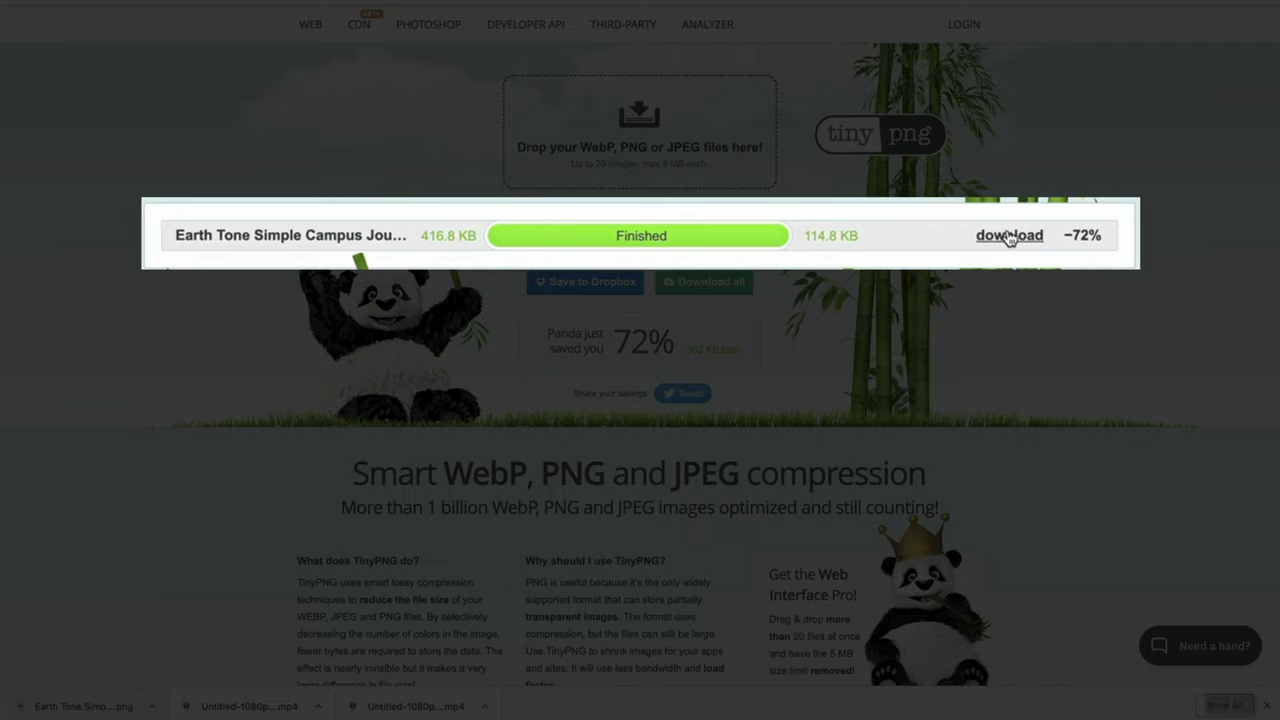 WEB
CDN
BETA
PHOTOSHOP
DEVELOPER API
THIRD-PARTY
ANALYZER
LOGIN
Drop your WebP, PNG or JPEG files here!
Up to 20 images, max 5 MB each.
tiny png
Earth Tone Simple Campus Jou... 416.8 KB Finished 114.8 KB download -72%
Save to Dropbox
Download all
Panda just
saved you
72%
302 KB total
Share your savings:
Tweet
Smart WebP, PNG and JPEG compression
More than 1 billion WebP, PNG and JPEG images optimized and still counting!
What does TinyPNG do?
TinyPNG uses smart lossy compression
techniques to reduce the file size of your
WEBP, JPEG and PNG files. By selectively
decreasing the number of colors in the image,
fewer bytes are required to store the data. The
effect is nearly invisible but it makes a very
large difference in file size!
Why should I use TinyPNG?
PNG is useful because it's the only widely
supported format that can store partially
transparent images. The format uses
compression, but the files can still be large.
Use TinyPNG to shrink images for your apps
and sites. It will use less bandwidth and load
faster.
Get the Web
Interface Pro!
Drag & drop more
than 20 files at once
and have the 5 MB
size limit removed!
Need a hand?
Earth Tone Simp....png
Untitled-1080p....mp4
Untitled-1080p....mp4
Show All